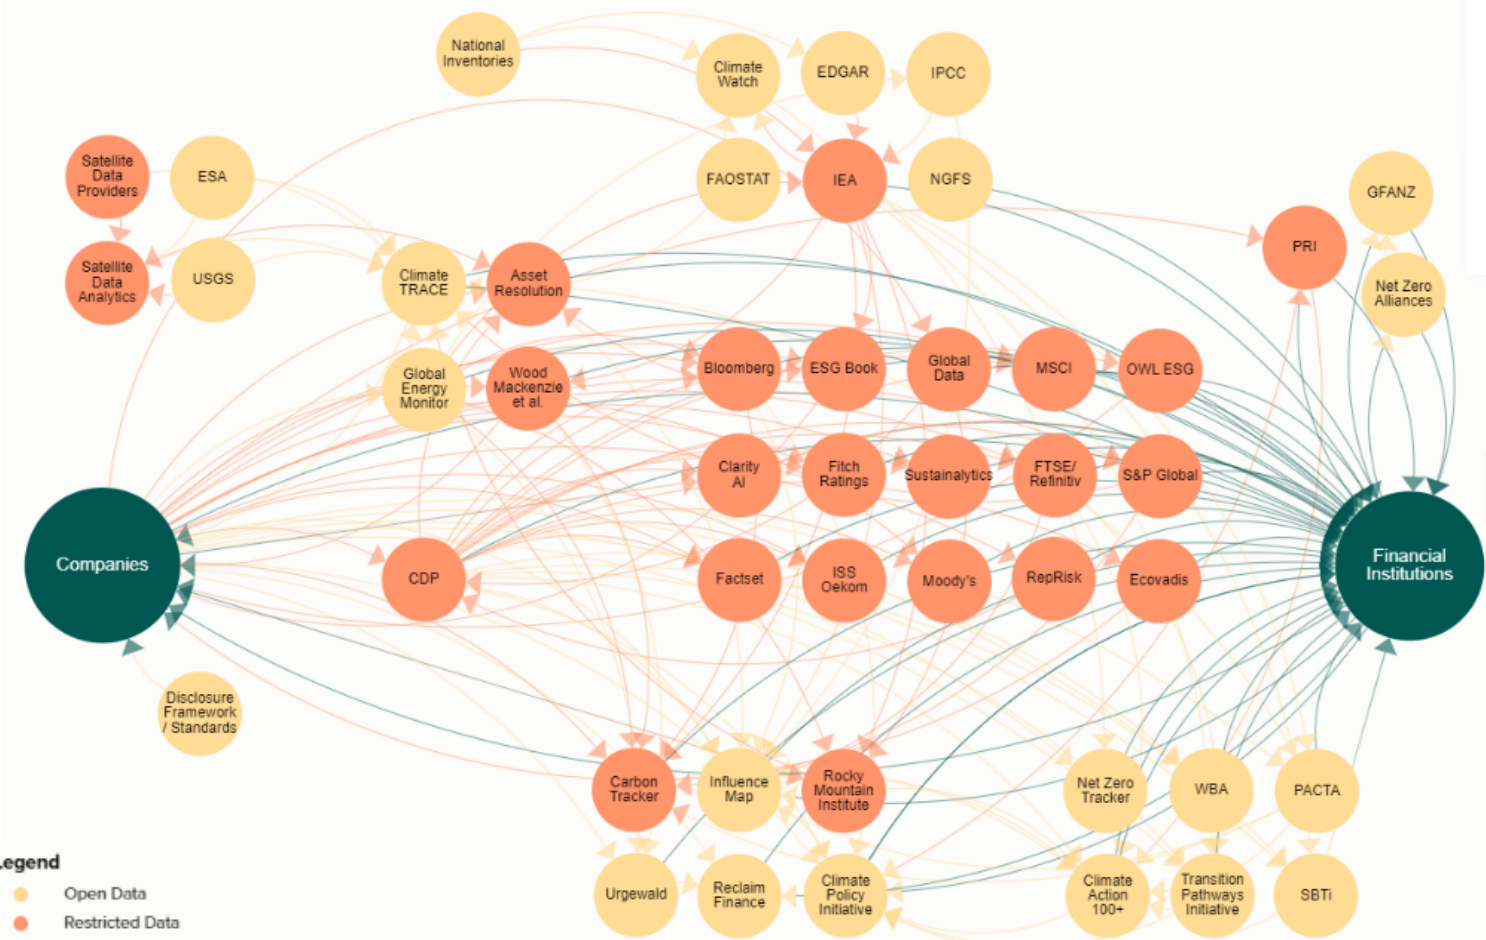 National
Inventories
Climate
Watch
EDGAR
IPCC
Satellite
Data
Providers
ESA
FAOSTAT
IEA
NGFS
GFANZ
PRI
Satellite
Data
Analytics
USGS
Climate
TRACE
Asset
Resolution
Net Zero
Alliances
Global
Energy
Monitor
Wood
Mackenzie
et al.
Bloomberg
ESG Book
Global
Data
MSCI
OWL ESG
Clarity
AI
Fitch
Ratings
Sustainalytics
FTSE/
Refinitiv
S&P Global
Companies
CDP
Factset
ISS
Oekom
Moody's
RepRisk
Ecovadis
Financial
Institutions
Disclosure
Framework
/ Standards
Carbon
Tracker
Influence
Map
Rocky
Mountain
Institute
Net Zero
Tracker
WBA
PACTA
Urgewald
Reclaim
Finance
Climate
Policy
Initiative
Climate
Action
100+
Transition
Pathways
Initiative
SBTi
Legend
Open Data
Restricted Data